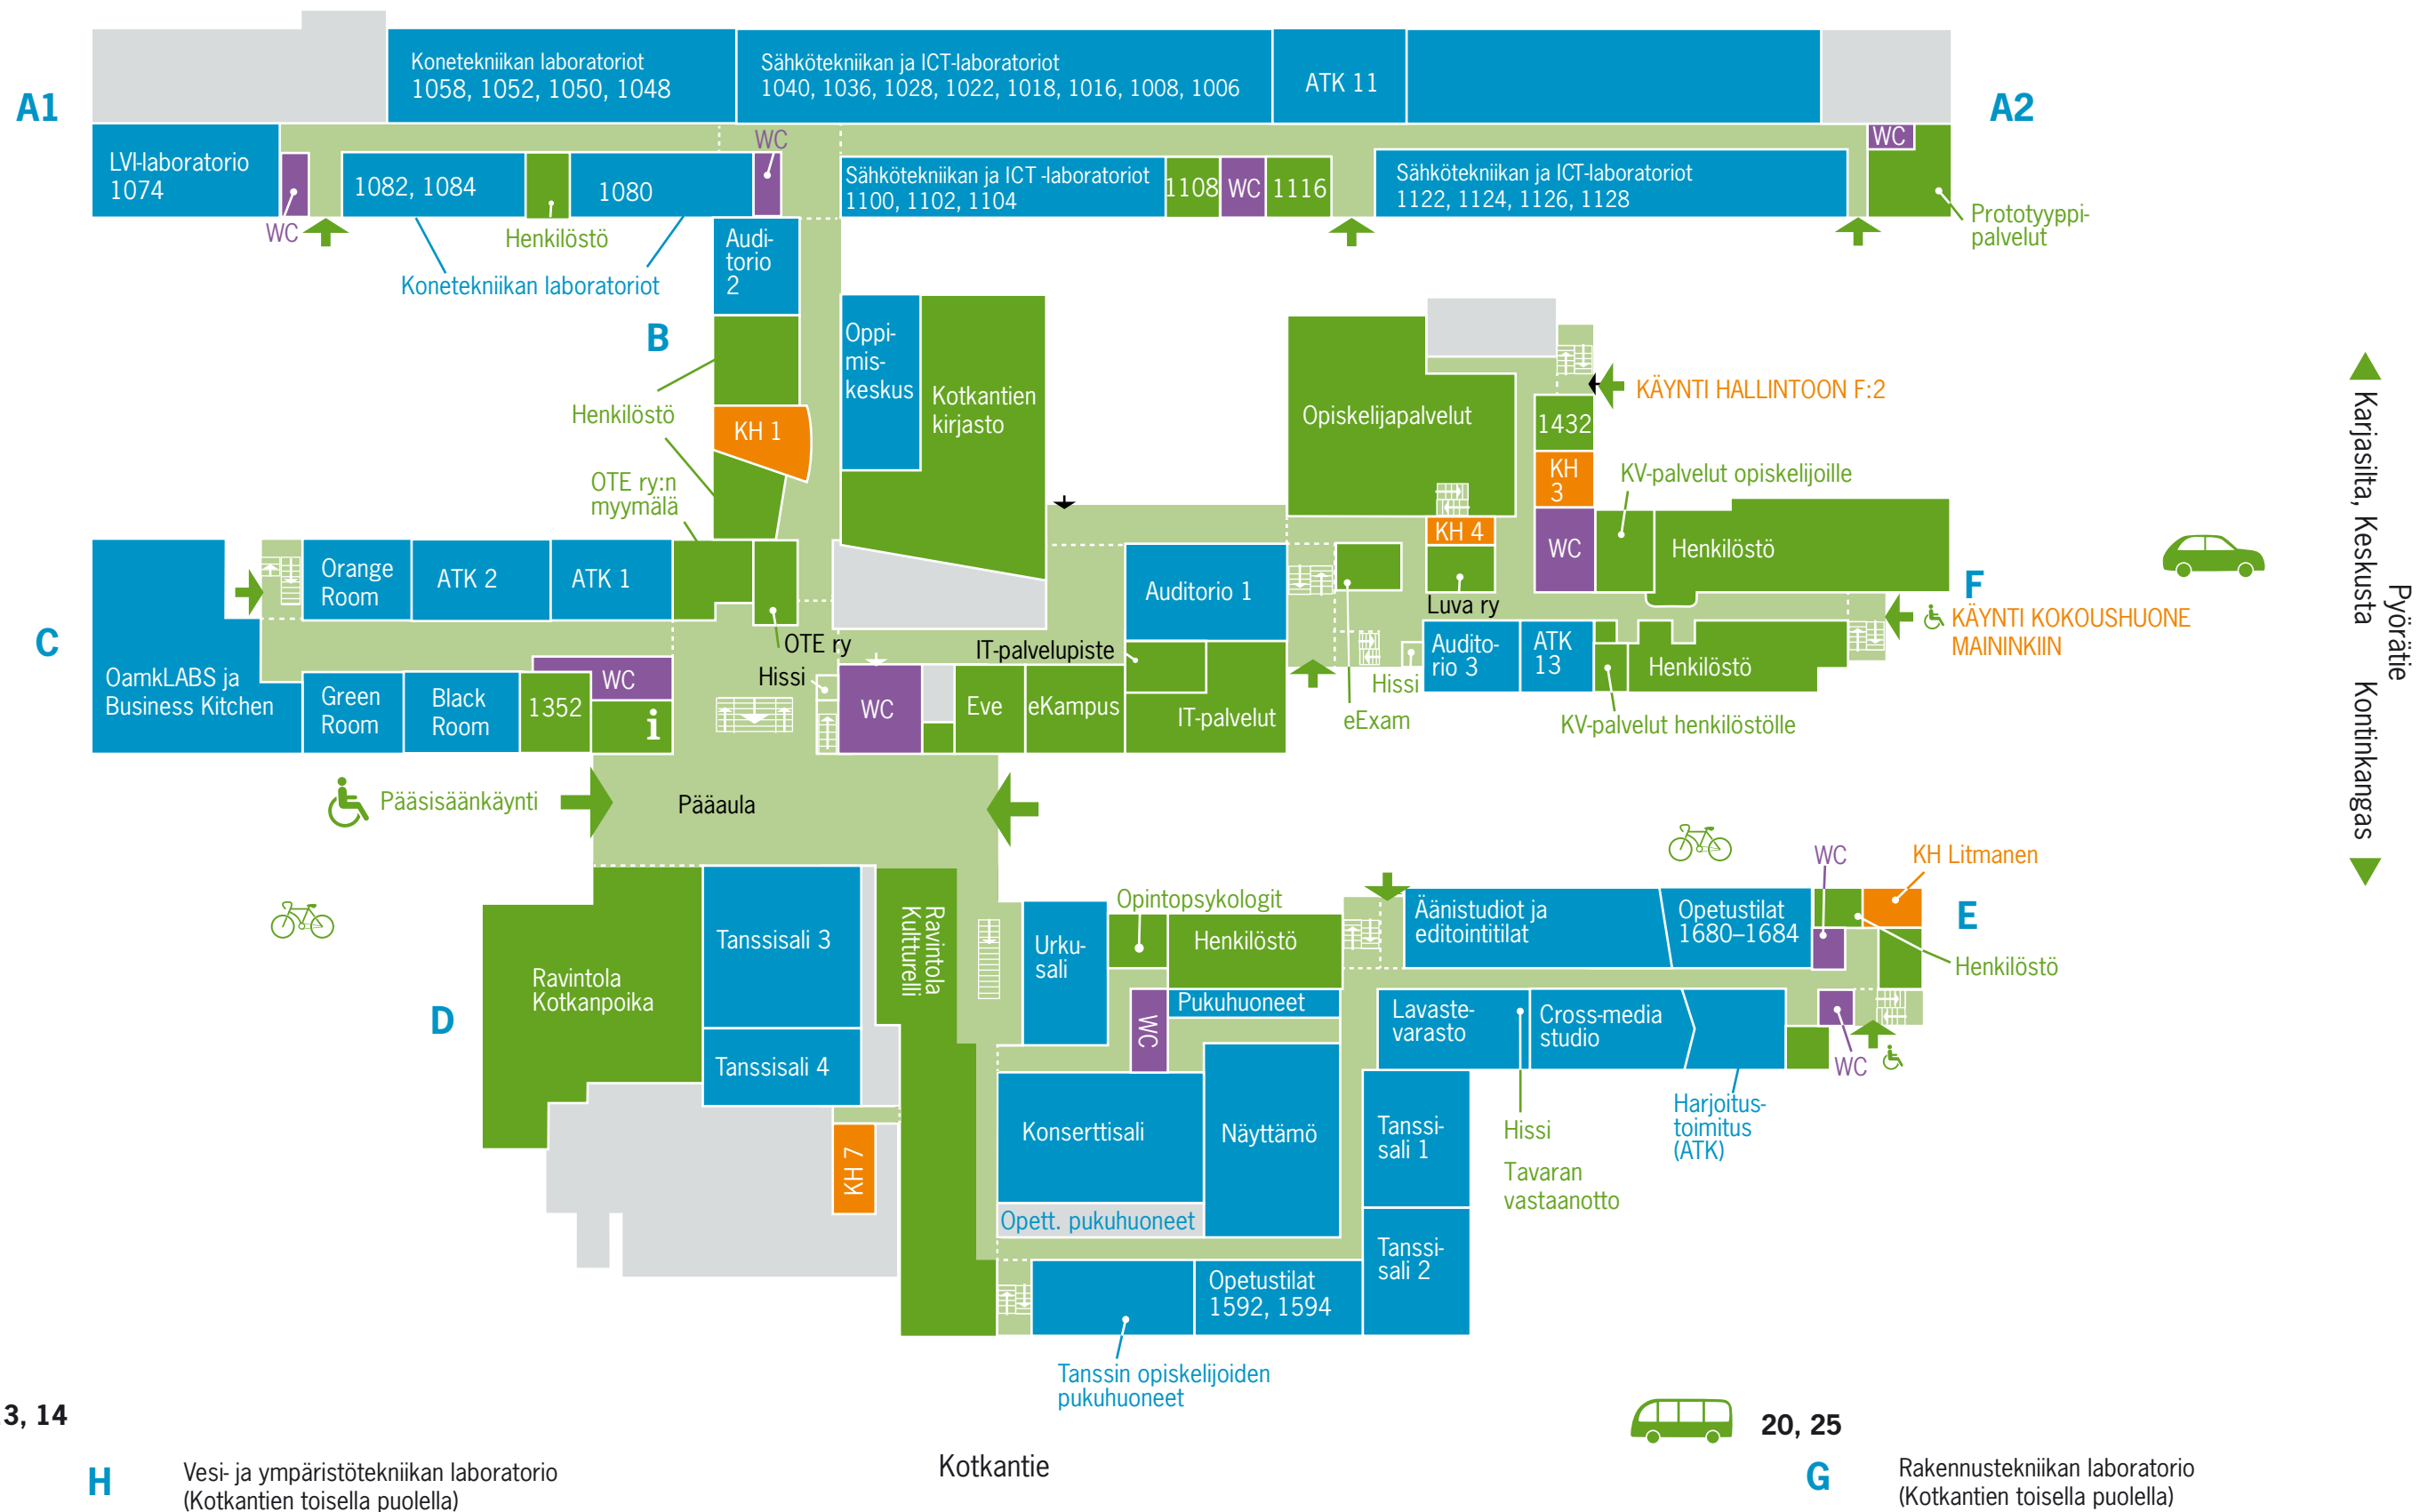 A1
Konetekniikan laboratoriot
1058, 1052, 1050, 1048
Sähkötekniikan ja ICT-laboratoriot
1040, 1036, 1028, 1022, 1018, 1016, 1008, 1006
ATK 11
A2
LVI-laboratorio
1074
WC
1082, 1084
Henkilöstö
1080
WC
Konetekniikan laboratoriot
Sähkötekniikan ja ICT -laboratoriot
1100, 1102, 1104
1108
WC
1116
Sähkötekniikan ja ICT-laboratoriot
1122, 1124, 1126, 1128
WC
Prototyyppi-
palvelut
B
Audi-
torio
2
Henkilöstö
KH 1
OTE ry:n
myymälä
Oppi-
mis-
keskus
Kotkantien
kirjasto
Opiskelijapalvelut
KÄYNTI HALLINTOON F:2
1432
KH
3
KV-palvelut opiskelijoille
KH 4
WC
Henkilöstö
Luva ry
F
KÄYNTI KOKOUSHUONE
MAININKIIN
Karjasilta, Keskusta
Pyörätie
Kontinkangas
C
Orange
Room
ATK 2
ATK 1
OTE ry
Hissi
OamkLABS ja
Business Kitchen
Green
Room
Black
Room
1352
WC
i
WC
Eve
eKampus
IT-palvelupiste
IT-palvelut
Auditorio 1
eExam
Hissi
Audito-
rio 3
ATK
13
Henkilöstö
KV-palvelut henkilöstölle
Pääsisäänkäynti
Pääaula
D
Ravintola
Kotkanpoika
Tanssisali 3
Tanssisali 4
KH 7
Ravintola
Kultturelli
Urku-
sali
Opintopsykologit
Henkilöstö
Pukuhuoneet
WC
Konserttisali
Näyttämö
Opett. pukuhuoneet
Äänistudiot ja
editointitilat
Opetustilat
1680–1684
WC
KH Litmanen
E
Henkilöstö
Lavaste-
varasto
Cross-media
studio
WC
Harjoitus-
toimitus
(ATK)
Hissi
Tavaran
vastaanotto
Tanssi-
sali 1
Tanssi-
sali 2
Opetustilat
1592, 1594
Tanssin opiskelijoiden
pukuhuoneet
3, 14
20, 25
Kotkantie
H
Vesi- ja ympäristötekniikan laboratorio
(Kotkantien toisella puolella)
G
Rakennustekniikan laboratorio
(Kotkantien toisella puolella)